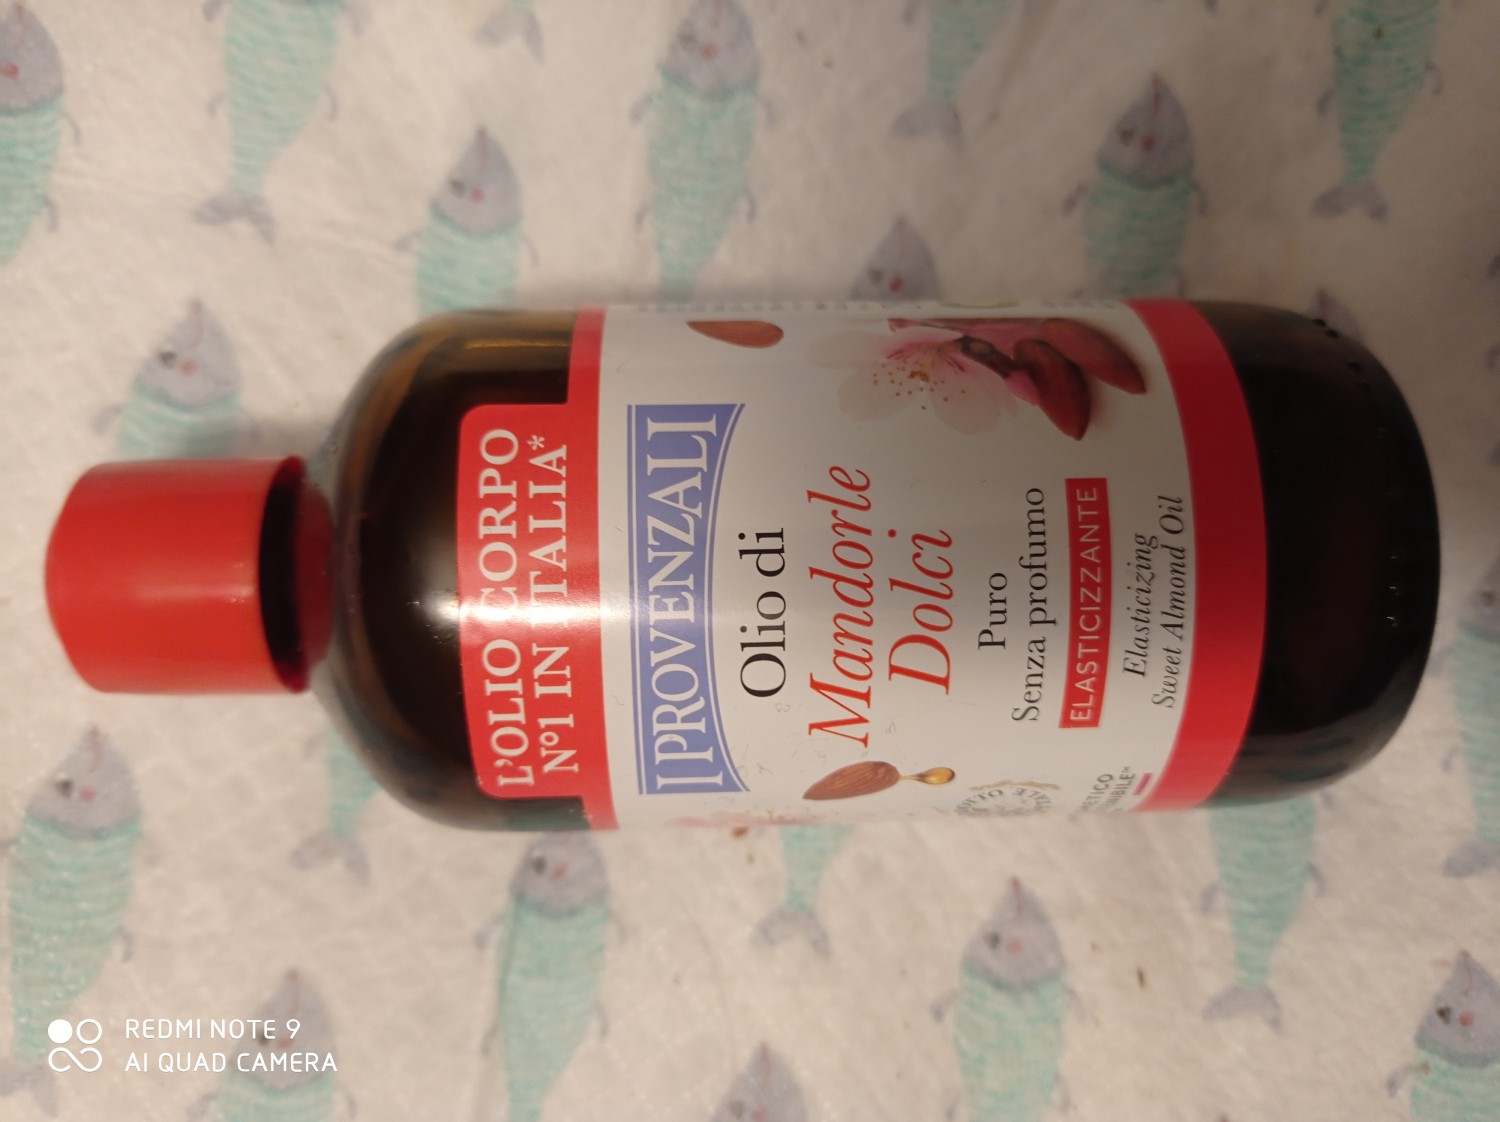 L'OLIO CORPO
N°1 IN ITALIA*
I PROVENZALI
Olio di
Mandorle
Dolci
Puro
Senza profumo
ELASTICIZZANTE
Elasticizing
Sweet Almond Oil
REDMI NOTE 9
AI QUAD CAMERA